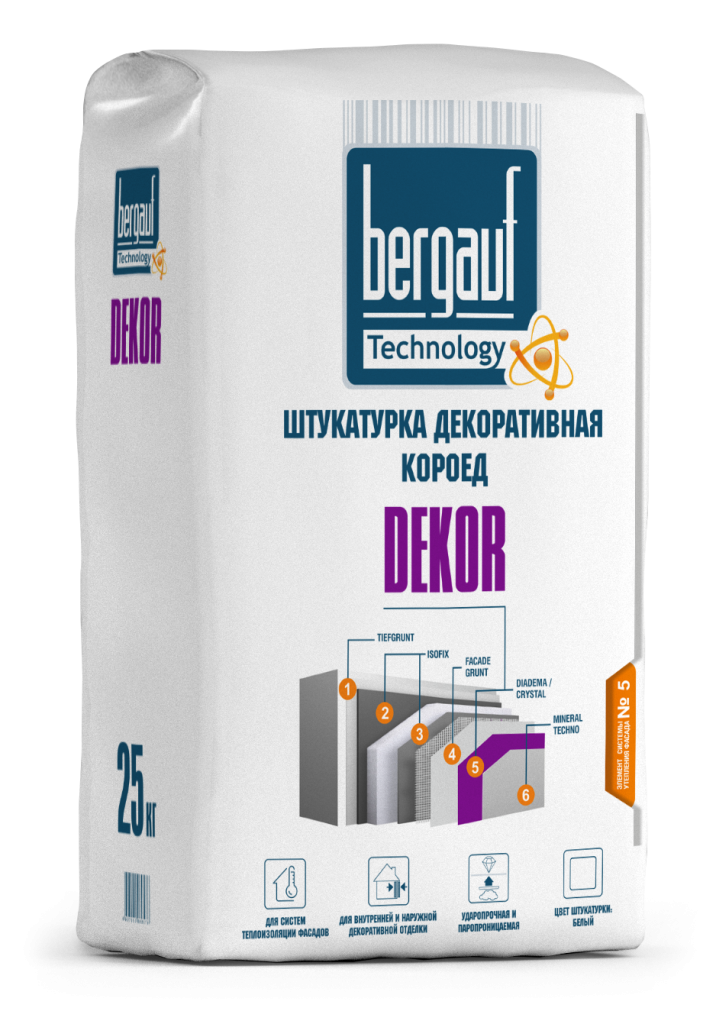 bergauf
Technology
DEKOR
25 кг
bergauf
Technology
ШТУКАТУРКА ДЕКОРАТИВНАЯ
КОРОЕД
DEKOR
TIEFGRUNT
ISOFIX
FACADE
GRUNT
DIADEMA /
CRYSTAL
MINERAL
TECHNO
1
2
3
4
5
6
ЭЛЕМЕНТ СИСТЕМЫ
УТЕПЛЕНИЯ ФАСАДА
№ 5
ДЛЯ СИСТЕМ
ТЕПЛОИЗОЛЯЦИИ ФАСАДОВ
ДЛЯ ВНУТРЕННЕЙ И НАРУЖНОЙ
ДЕКОРАТИВНОЙ ОТДЕЛКИ
УДАРОПРОЧНАЯ И
ПАРОПРОНИЦАЕМАЯ
ЦВЕТ ШТУКАТУРКИ:
БЕЛЫЙ